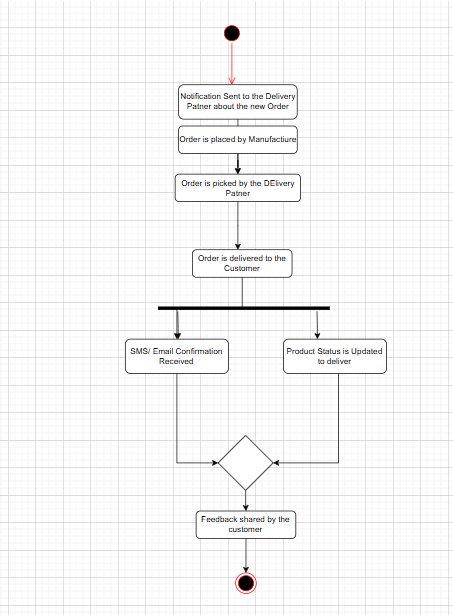 Notification Sent to the Delivery
Patner about the new Order
Order is placed by Manufactiure
Order is picked by the DElivery
Patner
Order is delivered to the
Customer
SMS/ Email Confirmation
Received
Product Status is Updated
to deliver
Feedback shared by the
customer